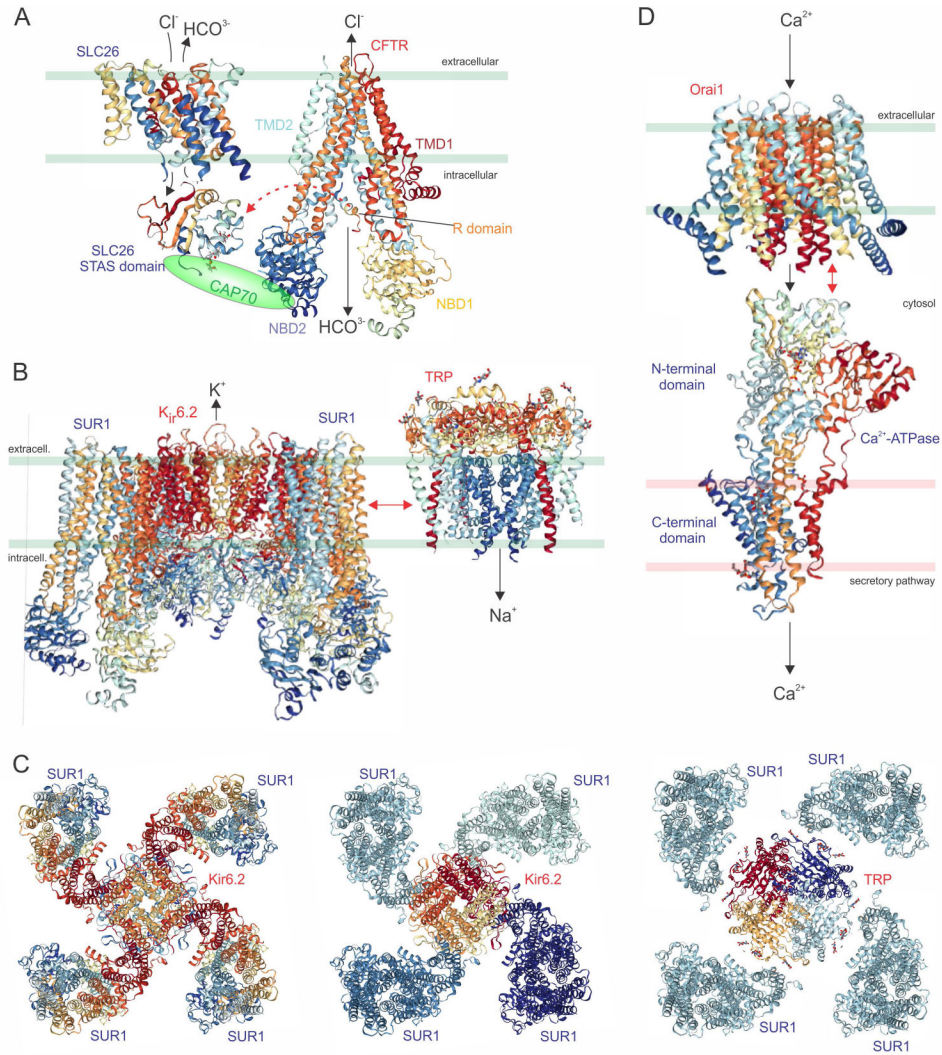 A
Cl⁻
HCO³⁻
SLC26
Cl⁻
CFTR
extracellular
TMD2
TMD1
intracellular
R domain
SLC26
STAS domain
CAP70
NBD2
HCO³⁻
NBD1
B
SUR1
Kir6.2
K⁺
SUR1
TRP
extracell.
intracell.
Na⁺
C
SUR1
SUR1
Kir6.2
SUR1
SUR1
SUR1
SUR1
Kir6.2
SUR1
SUR1
SUR1
SUR1
TRP
SUR1
SUR1
D
Ca²⁺
Orai1
extracellular
cytosol
N-terminal
domain
Ca²⁺-ATPase
C-terminal
domain
secretory pathway
Ca²⁺